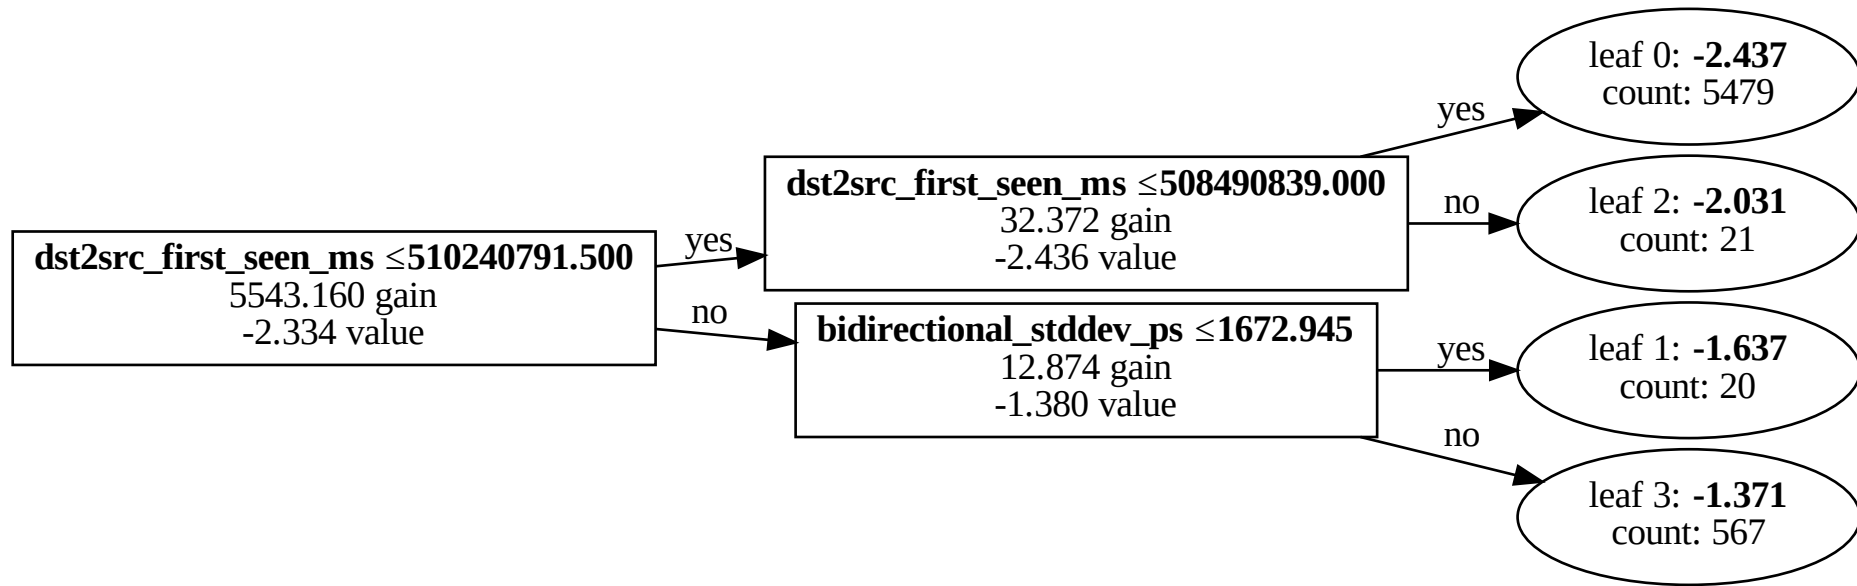 dst2src_first_seen_ms ≤510240791.500
5543.160 gain
-2.334 value
yes
no
dst2src_first_seen_ms ≤508490839.000
32.372 gain
-2.436 value
bidirectional_stddev_ps ≤1672.945
12.874 gain
-1.380 value
yes
no
yes
no
leaf 0: -2.437
count: 5479
leaf 2: -2.031
count: 21
leaf 1: -1.637
count: 20
leaf 3: -1.371
count: 567